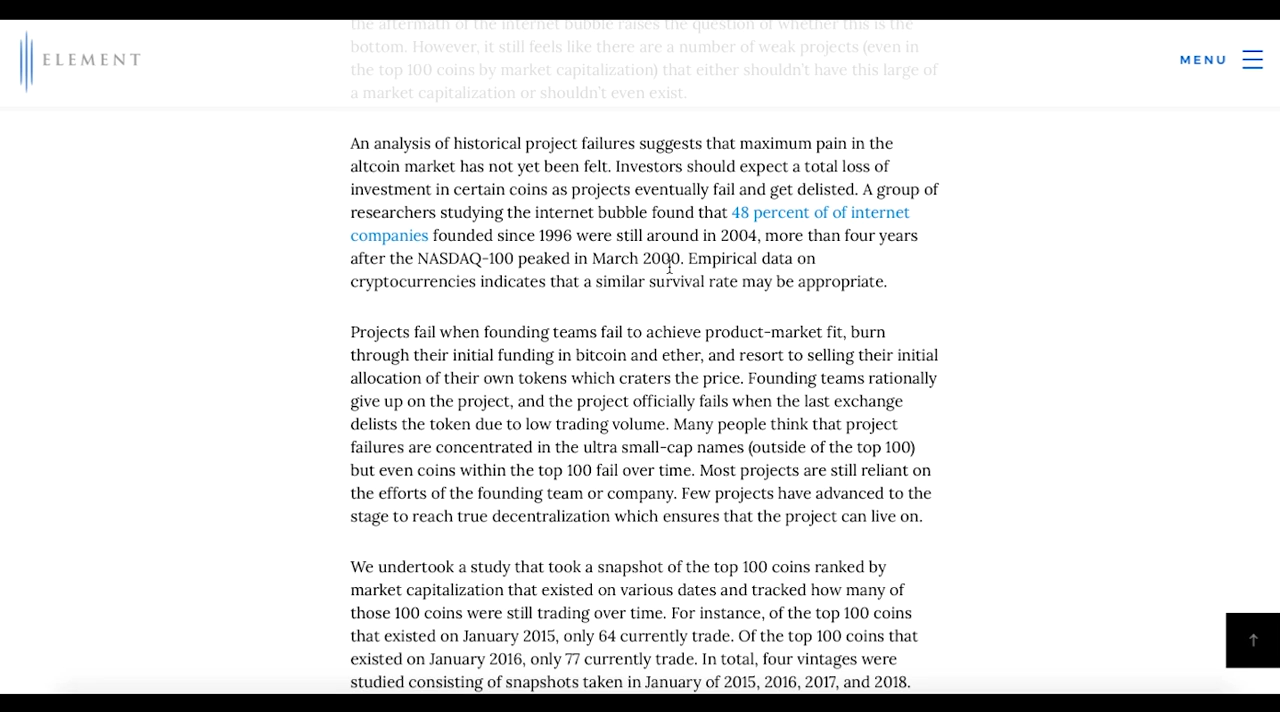 the aftermath of the internet bubble raises the question of whether this is the
bottom. However, it still feels like there are a number of weak projects (even in
the top 100 coins by market capitalization) that either shouldn't have this large of
a market capitalization or shouldn't even exist.
ELEMENT
MENU
An analysis of historical project failures suggests that maximum pain in the
altcoin market has not yet been felt. Investors should expect a total loss of
investment in certain coins as projects eventually fail and get delisted. A group of
researchers studying the internet bubble found that 48 percent of of internet
companies founded since 1996 were still around in 2004, more than four years
after the NASDAQ-100 peaked in March 2000. Empirical data on
cryptocurrencies indicates that a similar survival rate may be appropriate.
Projects fail when founding teams fail to achieve product-market fit, burn
through their initial funding in bitcoin and ether, and resort to selling their initial
allocation of their own tokens which craters the price. Founding teams rationally
give up on the project, and the project officially fails when the last exchange
delists the token due to low trading volume. Many people think that project
failures are concentrated in the ultra small-cap names (outside of the top 100)
but even coins within the top 100 fail over time. Most projects are still reliant on
the efforts of the founding team or company. Few projects have advanced to the
stage to reach true decentralization which ensures that the project can live on.
We undertook a study that took a snapshot of the top 100 coins ranked by
market capitalization that existed on various dates and tracked how many of
those 100 coins were still trading over time. For instance, of the top 100 coins
that existed on January 2015, only 64 currently trade. Of the top 100 coins that
existed on January 2016, only 77 currently trade. In total, four vintages were
studied consisting of snapshots taken in January of 2015, 2016, 2017, and 2018.